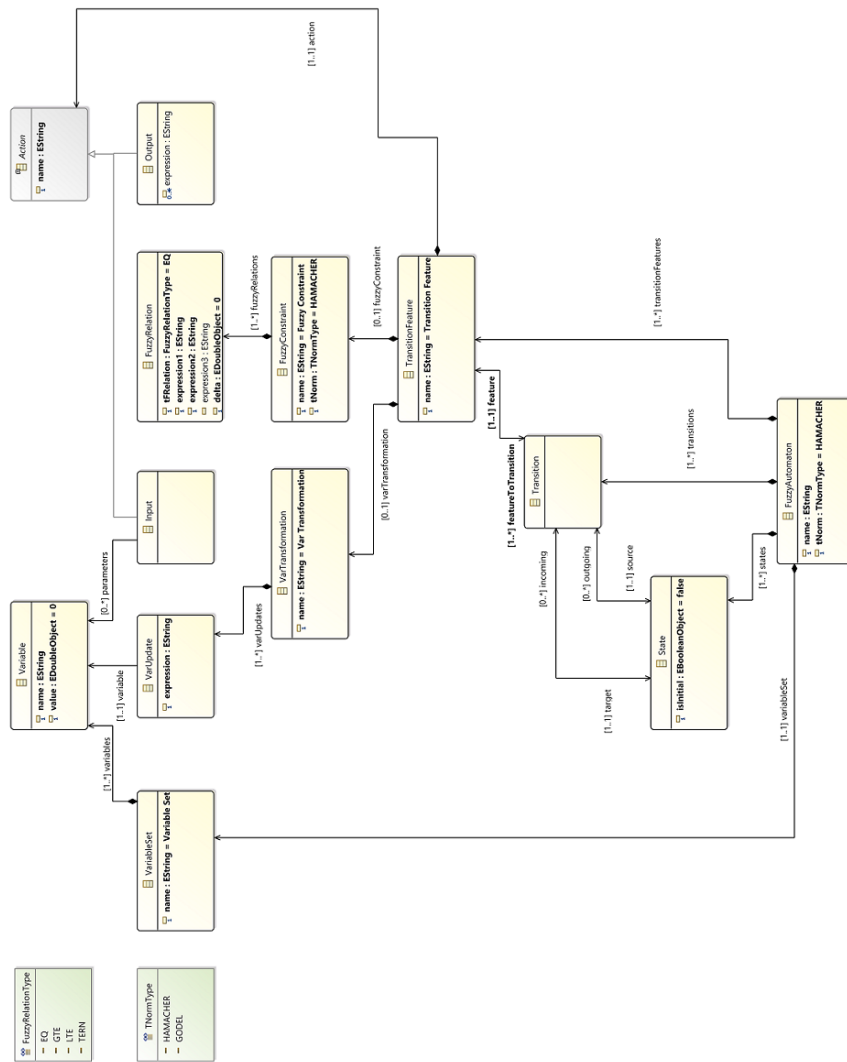 FuzzyRelationType
EQ
GTE
LTE
TERN
TNormType
HAMACHER
GODEL
VariableSet
name : EString = Variable Set
[1..*] variables
Variable
name : EString
value : EDoubleObject = 0
[0..*] parameters
[1..1] variable
VarUpdate
expression : EString
[1..*] varUpdates
VarTransformation
name : EString = Var Transformation
[0..1] varTransformation
Input
Action
name : EString
Output
0..* expression : EString
[1..1] action
FuzzyRelation
tFRelation : FuzzyRelationType = EQ
expression1 : EString
expression2 : EString
expression3 : EString
delta : EDoubleObject = 0
[1..*] fuzzyRelations
FuzzyConstraint
name : EString = Fuzzy Constraint
tNorm : TNormType = HAMACHER
[0..1] fuzzyConstraint
TransitionFeature
name : EString = Transition Feature
[1..1] feature
[1..*] featureToTransition
Transition
[0..*] incoming
[0..*] outgoing
[1..1] source
[1..1] target
State
isInitial : EBooleanObject = false
[1..*] states
[1..*] transitions
[1..*] transitionFeatures
[1..1] variableSet
FuzzyAutomaton
name : EString
tNorm : TNormType = HAMACHER